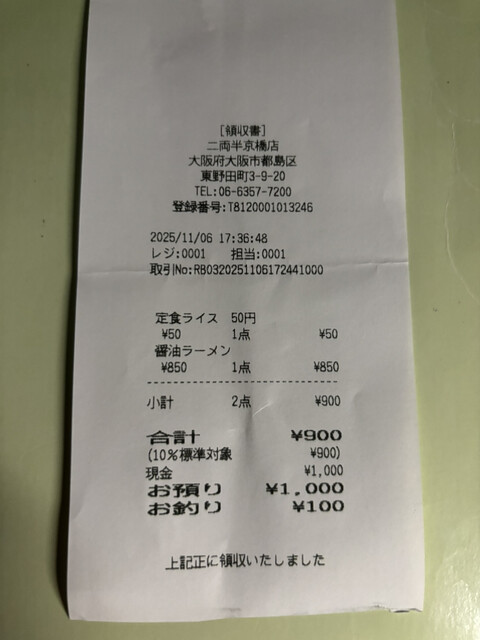 [領収書]
二両半京橋店
大阪府大阪市都島区
東野田町3-9-20
TEL:06-6357-7200
登録番号:T8120001013246
2025/11/06 17:36:48
レジ:0001 担当:0001
取引No:RB0320251106172441000
定食ライス 50円
¥50 1点 ¥50
醤油ラーメン
¥850 1点 ¥850
小計 2点 ¥900
合計 ¥900
(10%標準対象 ¥900)
現金 ¥1,000
お預り ¥1,000
お釣り ¥100
上記正に領収いたしました